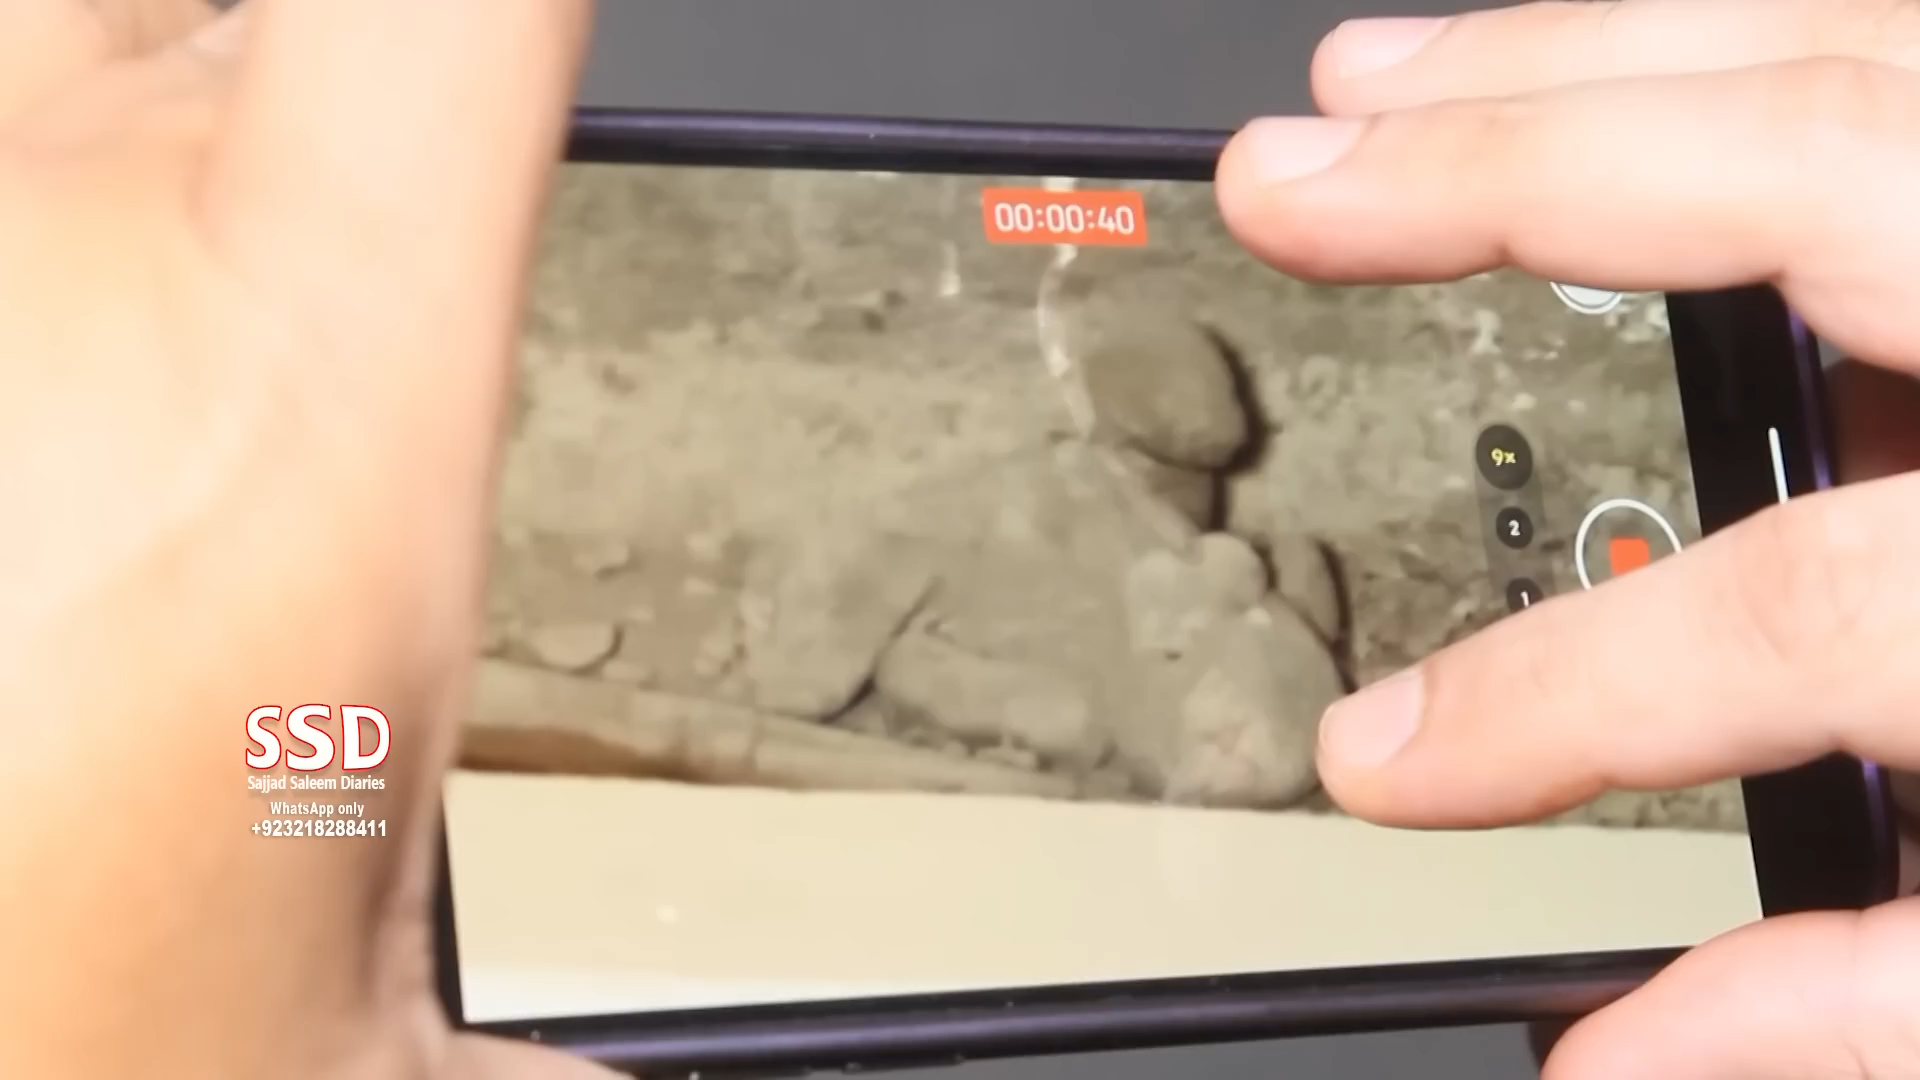 00:00:40
9x
2
1
SSD
Sajjad Saleem Diaries
WhatsApp only
+923218288411